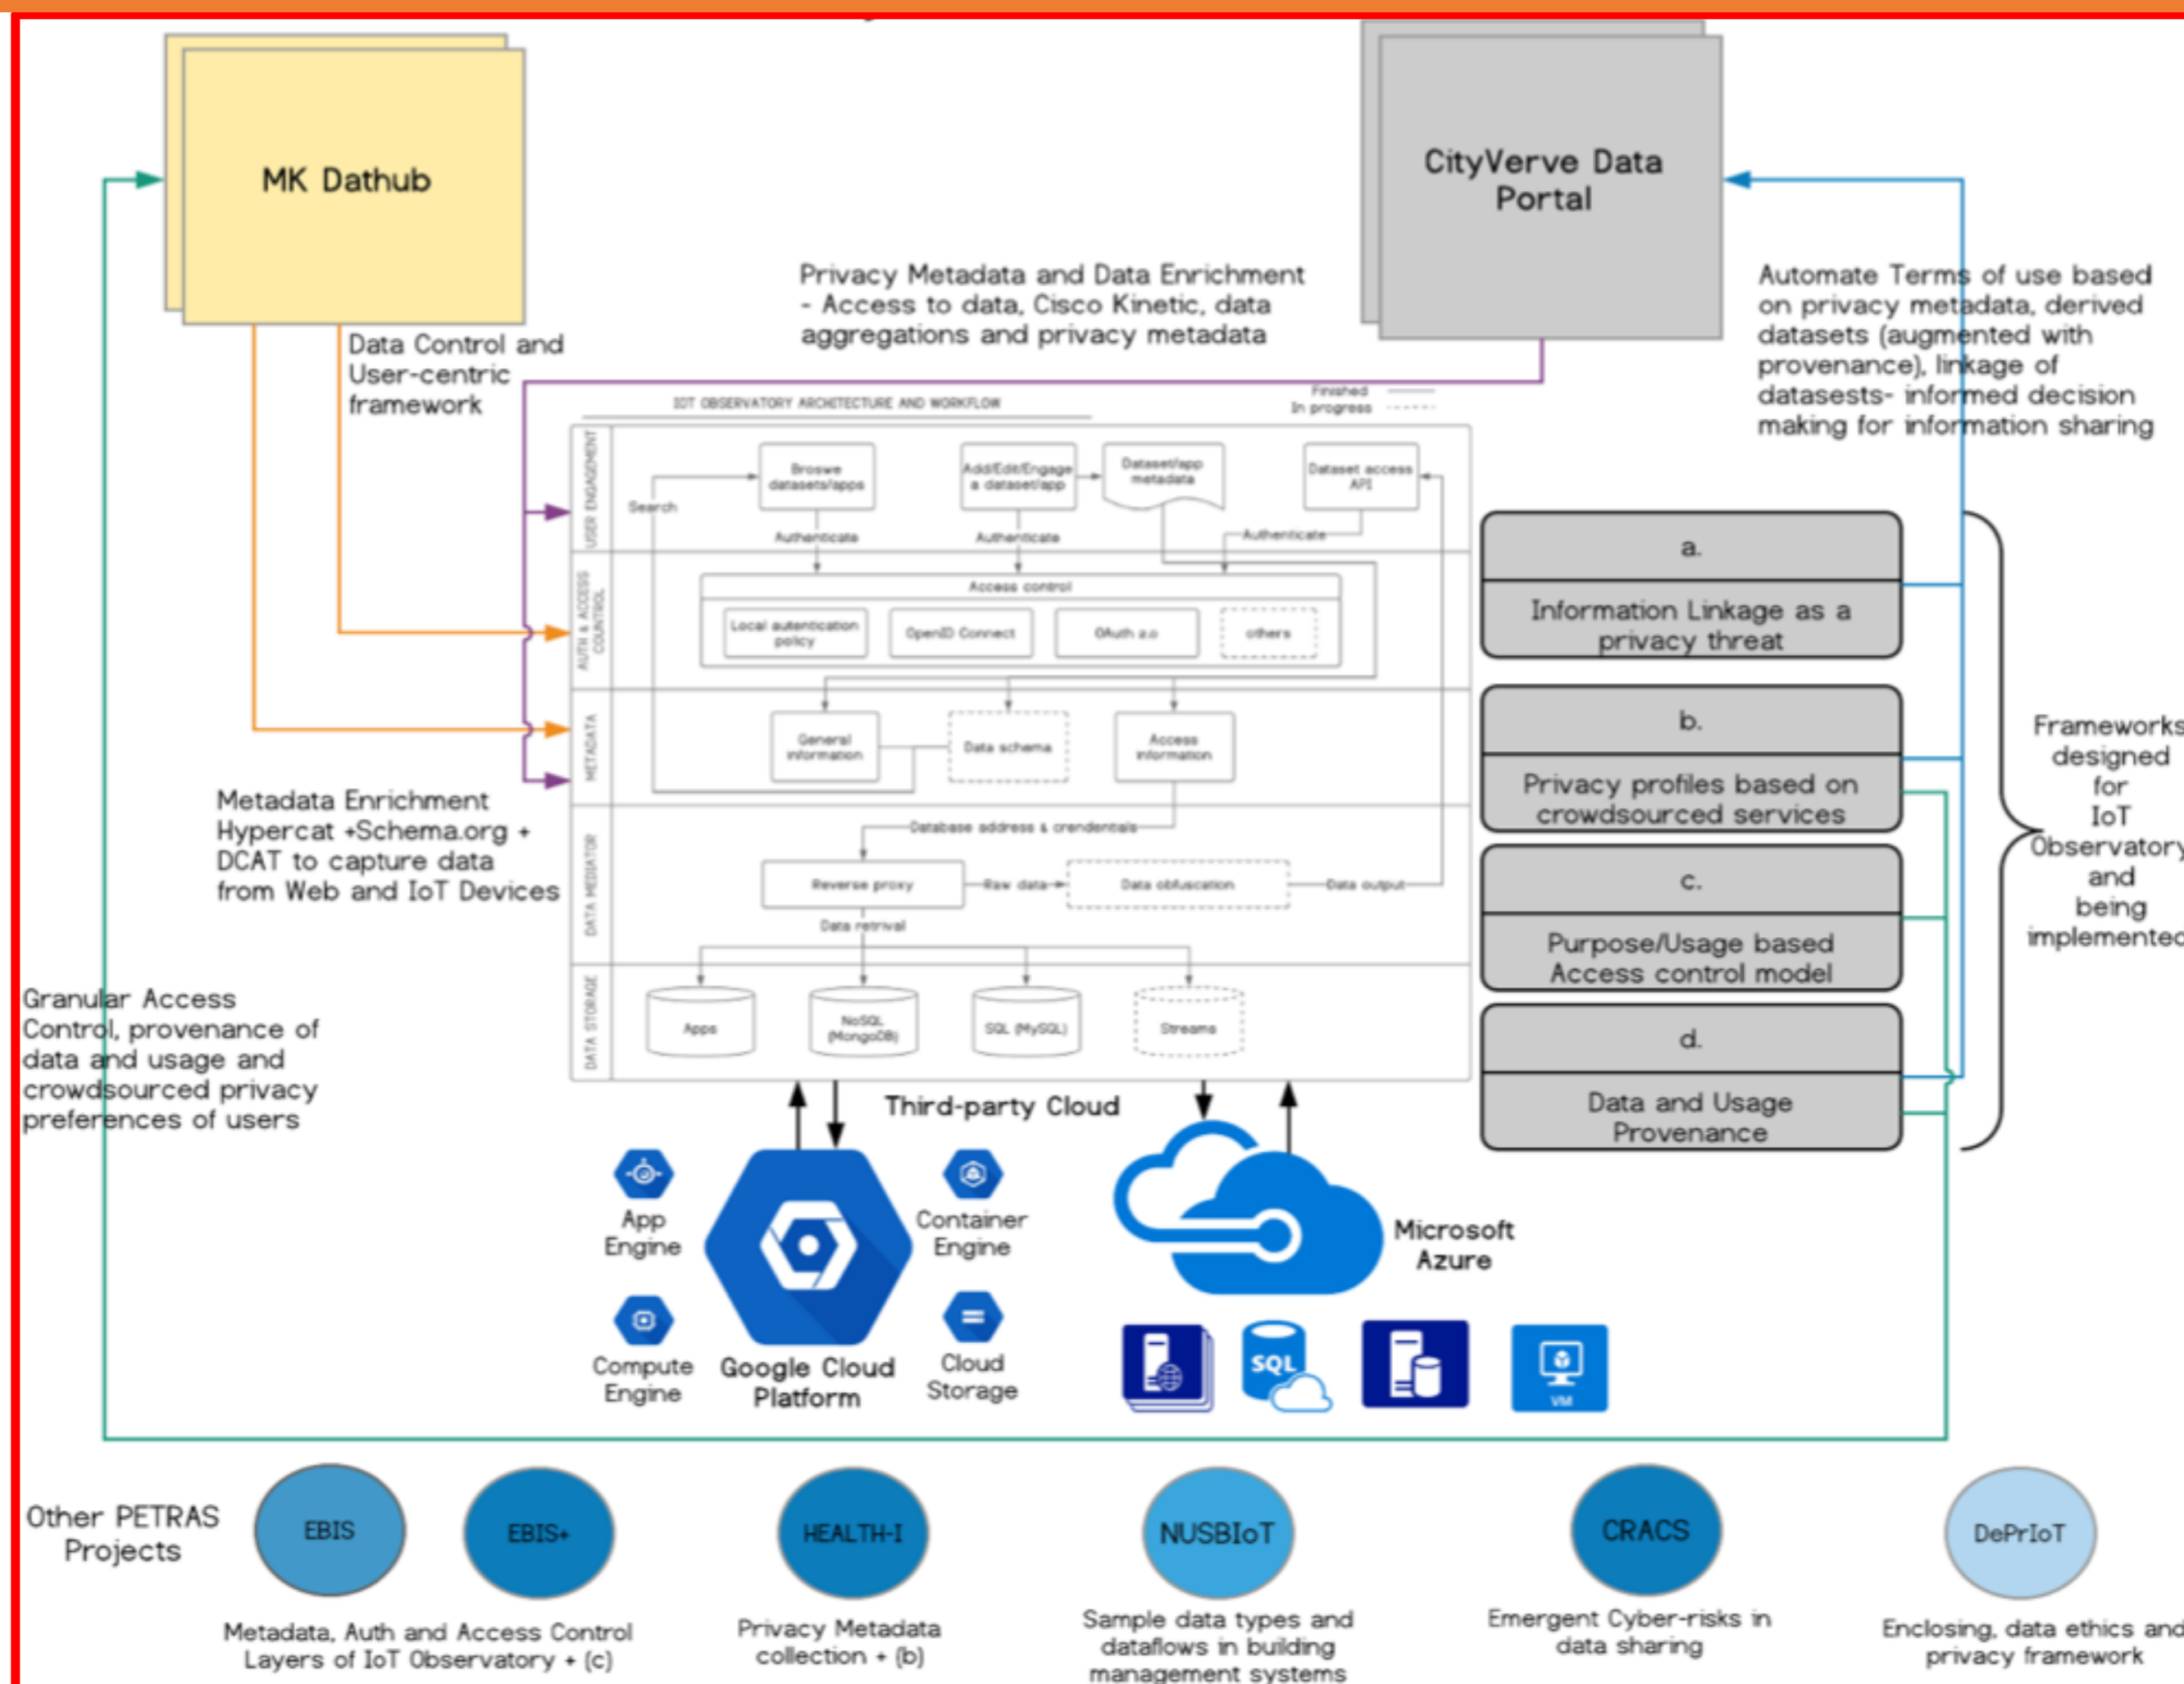 MK Dathub
CityVerve Data
Portal
Data Control and
User-centric
framework
Privacy Metadata and Data Enrichment
- Access to data, Cisco Kinetic, data
aggregations and privacy metadata
Automate Terms of use based
on privacy metadata, derived
datasets (augmented with
provenance), linkage of
datasests- informed decision
making for information sharing
IOT OBSERVATORY ARCHITECTURE AND WORKFLOW
Finished
In progress
USER ENGAGEMENT
Search
Broswe
datasets/apps
Add/Edit/Engage
a dataset/app
Dataset/app
metadata
Dataset access
API
Authenticate
Authenticate
Authenticate
AUTH & ACCESS
COUNTROL
Access control
Local autentication
policy
OpenID Connect
OAuth 2.0
others
METADATA
General
information
Data schema
Access
information
Metadata Enrichment
Hypercat +Schema.org +
DCAT to capture data
from Web and IoT Devices
DATA MEDIATOR
Database address & crendentials
Reverse proxy
Raw data
Data obfuscation
Data output
Data retrival
DATA STORAGE
Apps
NoSQL
(MongoDB)
SQL (MySQL)
Streams
a.
Information Linkage as a
privacy threat
b.
Privacy profiles based on
crowdsourced services
c.
Purpose/Usage based
Access control model
d.
Data and Usage
Provenance
Frameworks
designed
for
IoT
Observatory
and
being
implemented
Granular Access
Control, provenance of
data and usage and
crowdsourced privacy
preferences of users
Third-party Cloud
App
Engine
Container
Engine
Compute
Engine
Google Cloud
Platform
Cloud
Storage
Microsoft
Azure
SQL
VM
Other PETRAS
Projects
EBIS
EBIS+
HEALTH-I
NUSBIoT
CRACS
DePrIoT
Metadata, Auth and Access Control
Layers of IoT Observatory + (c)
Privacy Metadata
collection + (b)
Sample data types and
dataflows in building
management systems
Emergent Cyber-risks in
data sharing
Enclosing, data ethics and
privacy framework